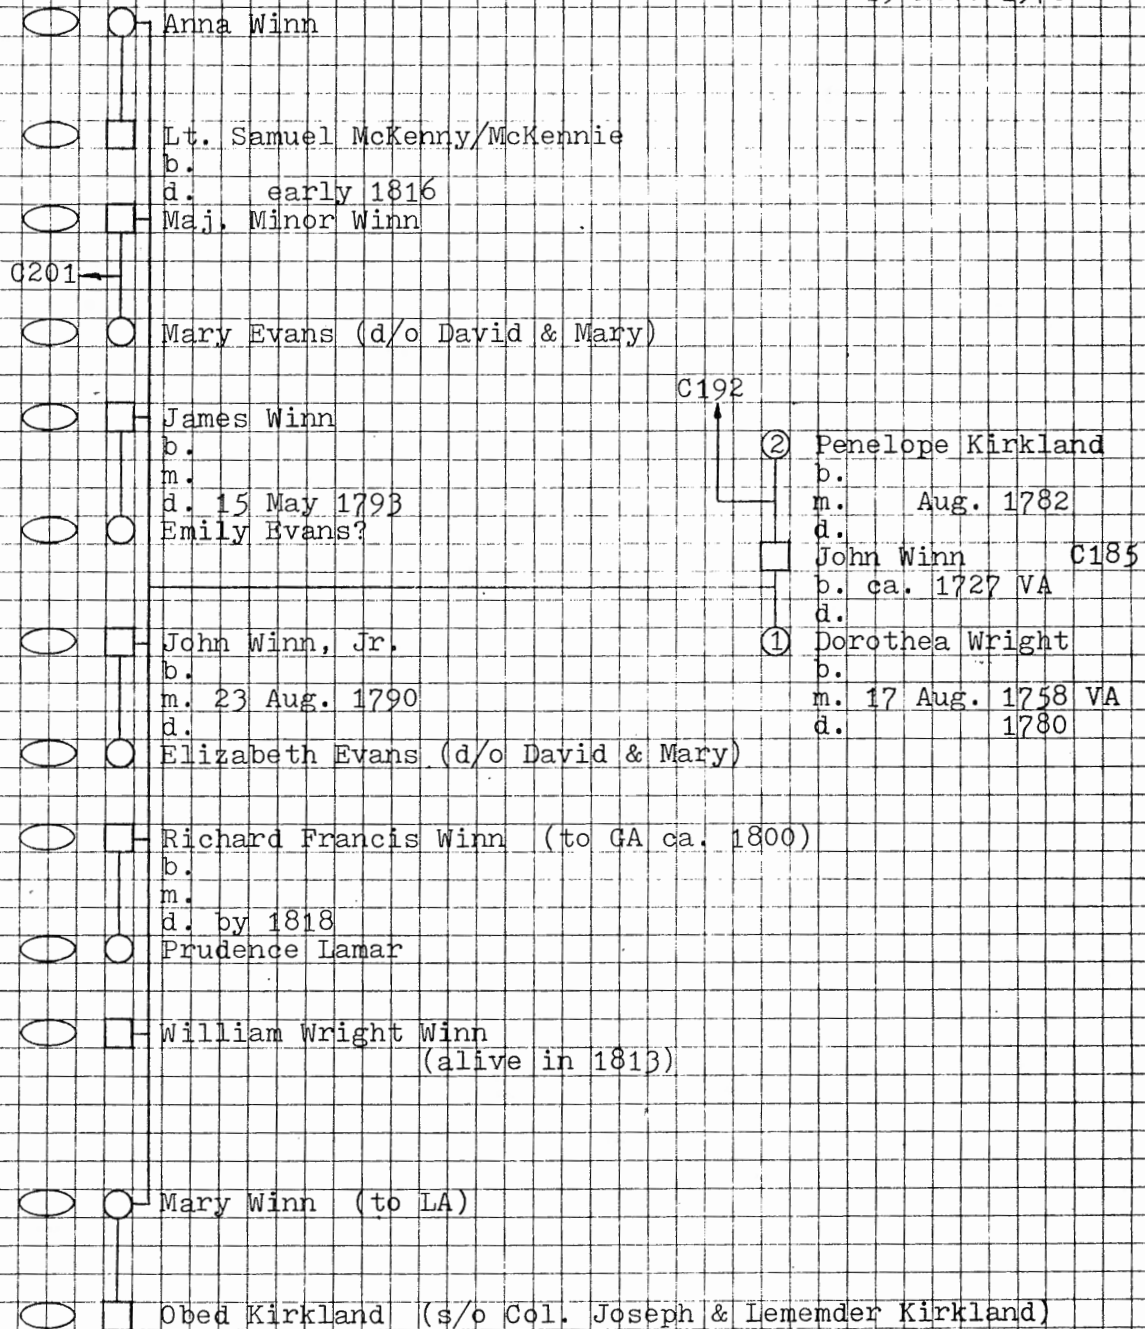 Anna Winn
Lt. Samuel McKenny/McKennie
b.
d. early 1816
Maj. Minor Winn
C201
Mary Evans (d/o David & Mary)
James Winn
b.
m.
d. 15 May 1793
Emily Evans?
John Winn, Jr.
b.
m. 23 Aug. 1790
d.
Elizabeth Evans (d/o David & Mary)
Richard Francis Winn (to GA ca. 1800)
b.
m.
d. by 1818
Prudence Lamar
William Wright Winn
(alive in 1813)
Mary Winn (to LA)
Obed Kirkland (s/o Col. Joseph & Lememder Kirkland)
C192
2 Penelope Kirkland
b.
m. Aug. 1782
d.
John Winn C185
b. ca. 1727 VA
d.
1 Dorothea Wright
b.
m. 17 Aug. 1758 VA
d. 1780